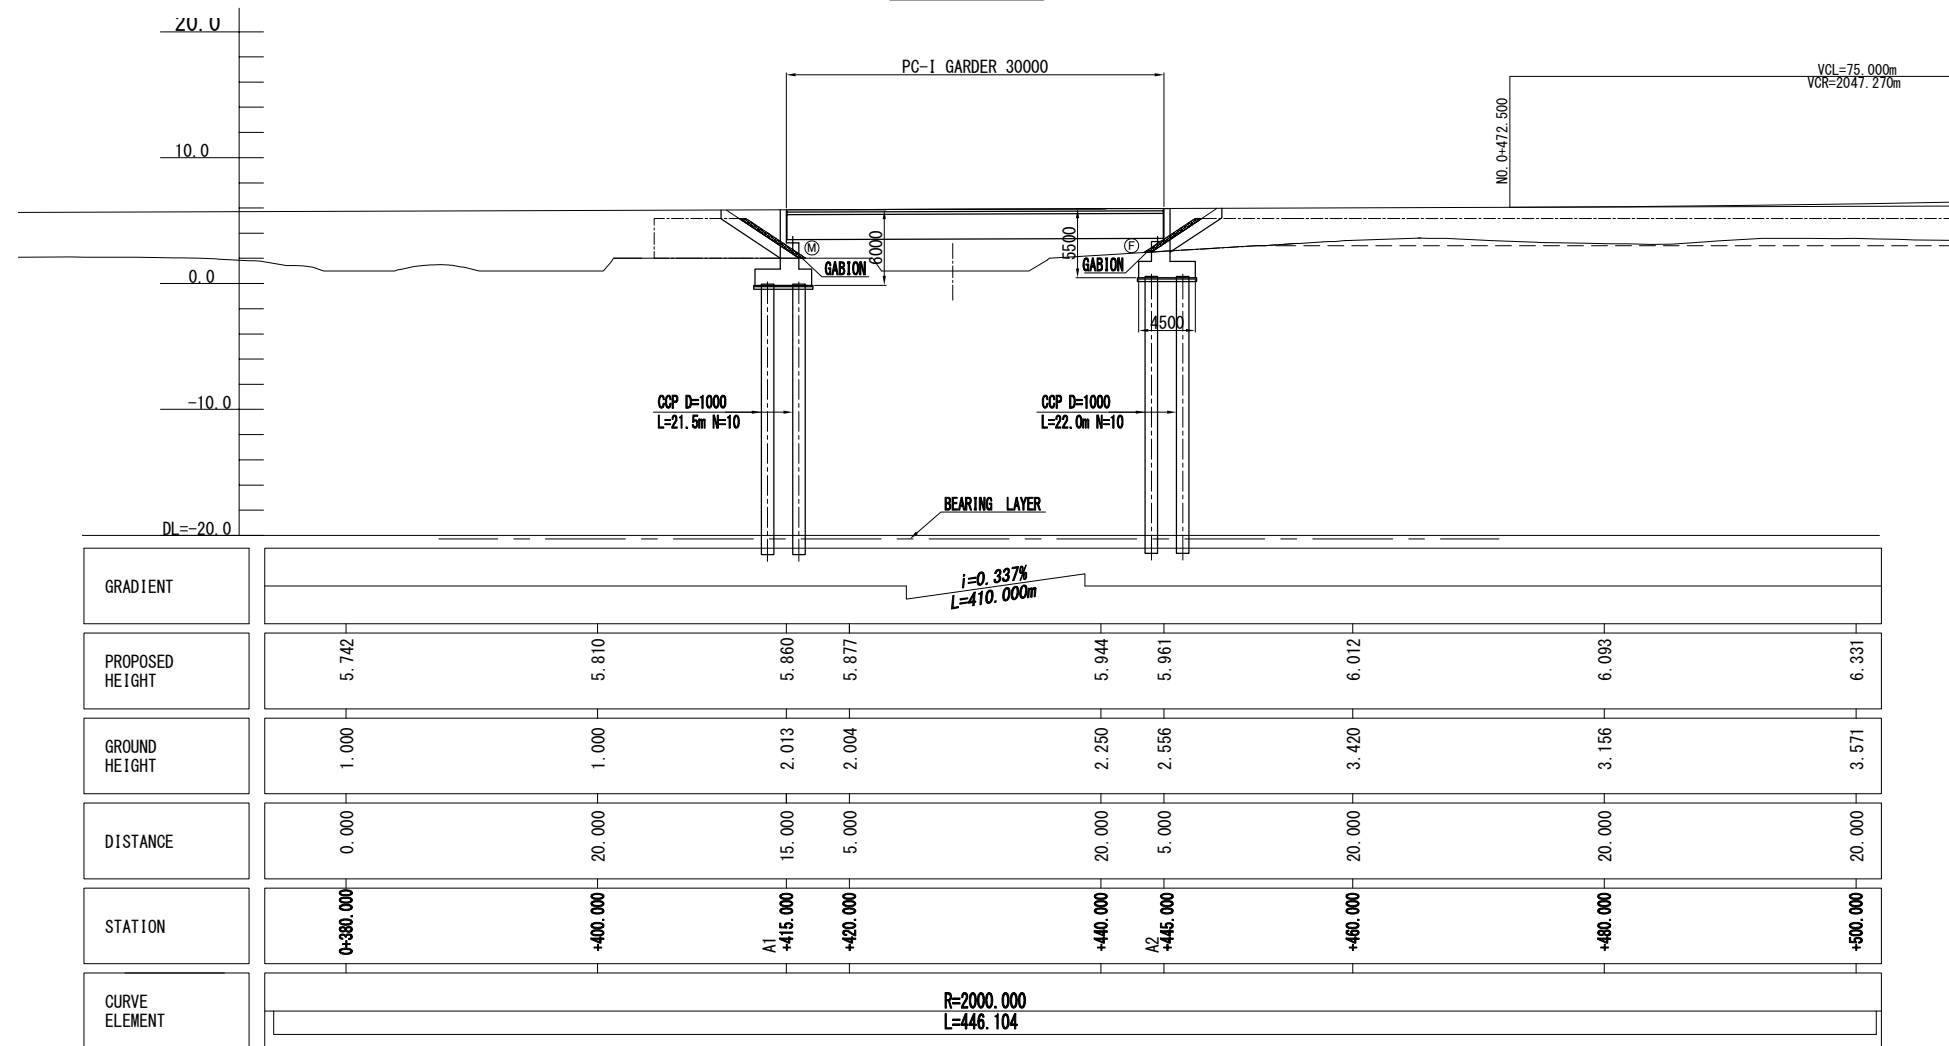 20.0
PC-I GARDER 30000
VCL=75.000m
VCR=2047.270m
NO.0+472.500
10.0
M
6000
GABION
5500
F
GABION
0.0
4500
-10.0
CCP D=1000
L=21.5m N=10
CCP D=1000
L=22.0m N=10
BEARING LAYER
DL=-20.0
GRADIENT
i=0.337%
L=410.000m
PROPOSED
HEIGHT
5.742
5.810
5.860
5.877
5.944
5.961
6.012
6.093
6.331
GROUND
HEIGHT
1.000
1.000
2.013
2.004
2.250
2.556
3.420
3.156
3.571
DISTANCE
0.000
20.000
15.000
5.000
20.000
5.000
20.000
20.000
20.000
STATION
0+380.000
+400.000
A1
+415.000
+420.000
+440.000
A2
+445.000
+460.000
+480.000
+500.000
CURVE
ELEMENT
R=2000.000
L=446.104